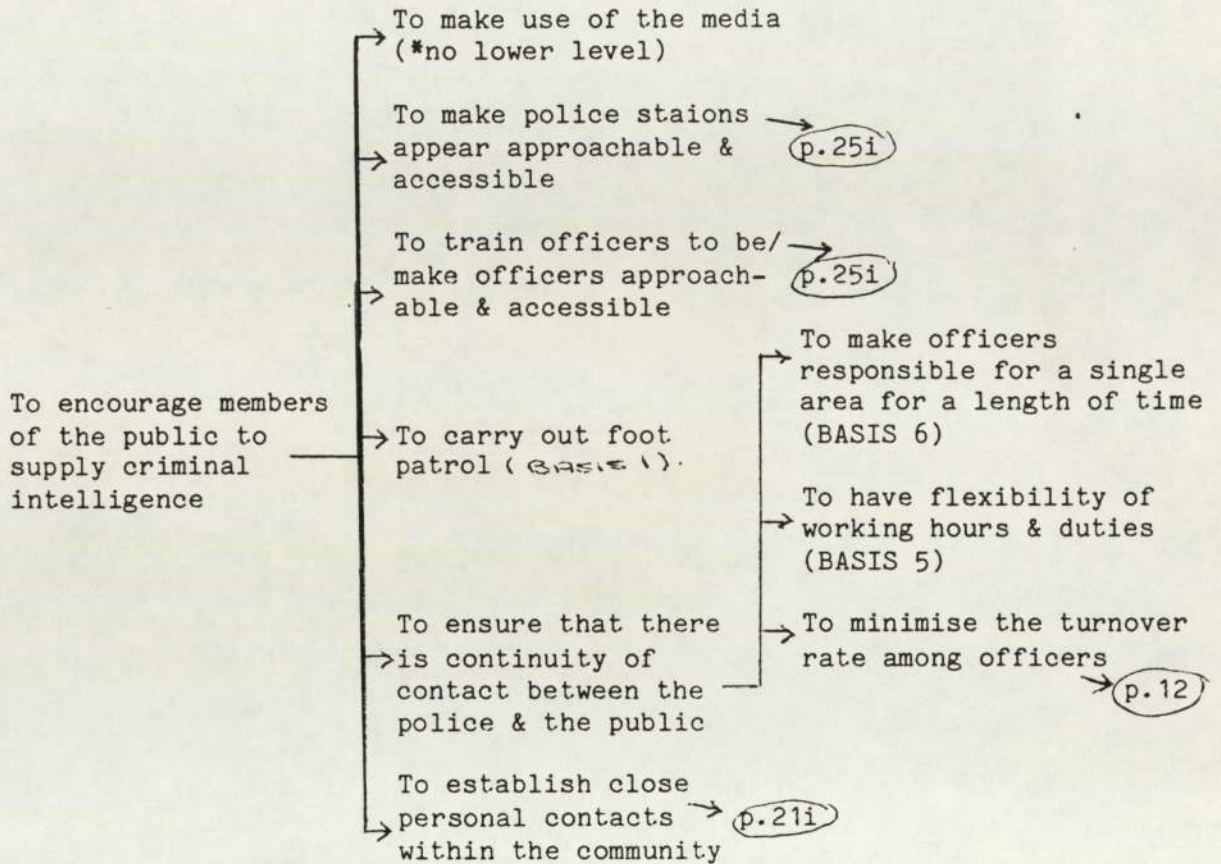 To make use of the media
(*no lower level)
To make police staions
appear approachable &
accessible
p.25i
To train officers to be/
make officers approach-
able & accessible
p.25i
To encourage members
of the public to
supply criminal
intelligence
To carry out foot
patrol (BASIS 1).
To ensure that there
is continuity of
contact between the
police & the public
To make officers
responsible for a single
area for a length of time
(BASIS 6)
To have flexibility of
working hours & duties
(BASIS 5)
To minimise the turnover
rate among officers
p.12
To establish close
personal contacts
within the community
p.21i